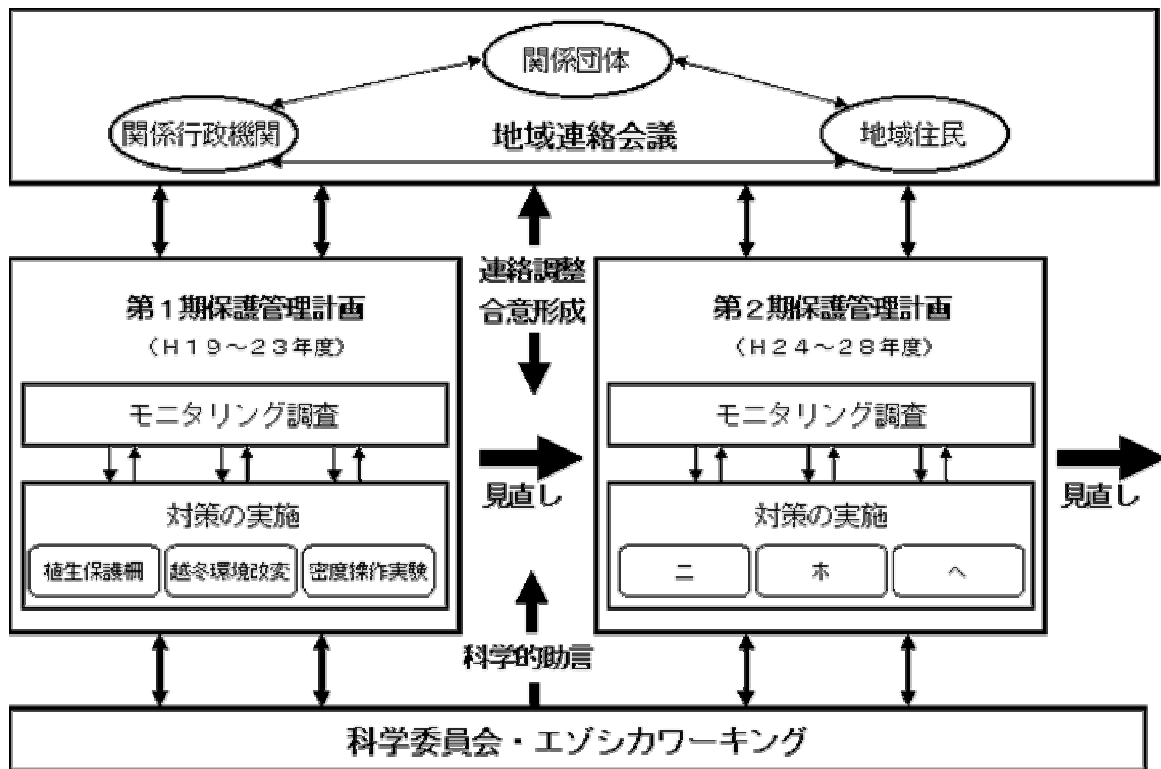 関係団体
関係行政機関
地域連絡会議
地域住民
連絡調整
合意形成
第1期保護管理計画
(H19~23年度)
モニタリング調査
対策の実施
植生保護柵
越冬環境改変
密度操作実験
見直し
第2期保護管理計画
(H24~28年度)
モニタリング調査
対策の実施
ニ
ホ
ヘ
見直し
科学的助言
科学委員会・エゾシカワーキング